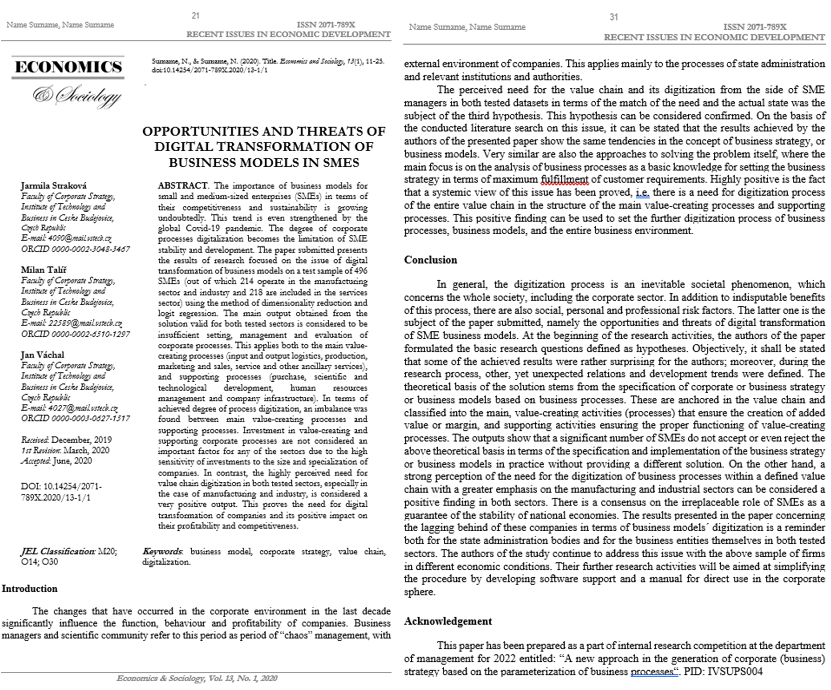 21
Name Surname, Name Surname
ISSN 2071-789X
RECENT ISSUES IN ECONOMIC DEVELOPMENT
ECONOMICS
& Sociology
Surname, N., & Surname, N. (2020). Title. Economics and Sociology, 13(1), 11-23.
doi:10.14254/2071-789X.2020/13-1/1
OPPORTUNITIES AND THREATS OF
DIGITAL TRANSFORMATION OF
BUSINESS MODELS IN SMES
Jarmila Straková
Faculty of Corporate Strategy,
Institute of Technology and
Business in Ceske Budejovice,
Czech Republic
E-mail: 4090@mail.vstecb.cz
ORCID 0000-0002-3048-3467
Milan Talíř
Faculty of Corporate Strategy,
Institute of Technology and
Business in Ceske Budejovice,
Czech Republic
E-mail: 22589@mail.vstecb.cz
ORCID 0000-0002-6510-1297
Jan Váchal
Faculty of Corporate Strategy,
Institute of Technology and
Business in Ceske Budejovice,
Czech Republic
E-mail: 4027@mail.vstecb.cz
ORCID 0000-0003-0627-1517
Received: December, 2019
1st Revision: March, 2020
Accepted: June, 2020
DOI: 10.14254/2071-
789X.2020/13-1/1
ABSTRACT. The importance of business models for
small and medium-sized enterprises (SMEs) in terms of
their competitiveness and sustainability is growing
undoubtedly. This trend is even strengthened by the
global Covid-19 pandemic. The degree of corporate
processes digitalization becomes the limitation of SME
stability and development. The paper submitted presents
the results of research focused on the issue of digital
transformation of business models on a test sample of 496
SMEs (out of which 214 operate in the manufacturing
sector and industry and 218 are included in the services
sector) using the method of dimensionality reduction and
logit regression. The main output obtained from the
solution valid for both tested sectors is considered to be
insufficient setting, management and evaluation of
corporate processes. This applies both to the main value-
creating processes (input and output logistics, production,
marketing and sales, service and other ancillary services),
and supporting processes (purchase, scientific and
technological development, human resources
management and company infrastructure). In terms of
achieved degree of process digitization, an imbalance was
found between main value-creating processes and
supporting processes. Investment in value-creating and
supporting corporate processes are not considered an
important factor for any of the sectors due to the high
sensitivity of investments to the size and specialization of
companies. In contrast, the highly perceived need for
value chain digitization in both tested sectors, especially in
the case of manufacturing and industry, is considered a
very positive. This proves the need for digital
transformation of companies and its positive impact on
their profitability and competitiveness.
JEL Classification: M20;
O14; O30
Keywords: business model, corporate strategy, value chain,
digitalization.
Introduction
The changes that have occurred in the corporate environment in the last decade
significantly influence the function, behaviour and profitability of companies. Business
managers and scientific community refer to this period as period of “chaos” management, with
Economics & Sociology, Vol. 13, No. 1, 2020
31
Name Surname, Name Surname
ISSN 2071-789X
RECENT ISSUES IN ECONOMIC DEVELOPMENT
external environment of companies. This applies mainly to the processes of state administration
and relevant institutions and authorities.
The perceived need for the value chain and its digitization from the side of SME
managers in both tested datasets in terms of the match of the need and the actual state was the
subject of the third hypothesis. This hypothesis can be considered confirmed. On the basis of
the conducted literature search on this issue, it can be stated that the results achieved by the
authors of the presented paper show the same tendencies in the concept of business strategy, or
business models. Very similar are also the approaches to solving the problem itself, where the
main focus is on the analysis of business processes as a basic knowledge for setting the business
strategy in terms of maximum fulfillment of customer requirements. Highly positive is the fact
that a systemic view of this issue has been proved, i.e. there is a need for digitization process
of the entire value chain in the structure of the main value-creating processes and supporting
processes. This positive finding can be used to set the further digitization process of business
processes, business models, and the entire business environment.
Conclusion
In general, the digitization process is an inevitable societal phenomenon, which
concerns the whole society, including the corporate sector. In addition to indisputable benefits
of this process, there are also social, personal and professional risk factors. The latter one is the
subject of the paper submitted, namely the opportunities and threats of digital transformation
of SME business models. At the beginning of the research activities, the authors of the paper
formulated the basic research questions defined as hypotheses. Objectively, it shall be stated
that some of the achieved results were rather surprising for the authors; moreover, during the
research process, other, yet unexpected relations and development trends were defined. The
theoretical basis of the solution stems from the specification of corporate or business strategy
or business models based on business processes. These are anchored in the value chain and
classified into the main, value-creating activities (processes) that ensure the creation of added
value or margin, and supporting activities ensuring the proper functioning of value-creating
processes. The outputs show that a significant number of SMEs do not accept or even reject the
above theoretical basis in terms of the specification and implementation of the business strategy
or business models in practice without providing a different solution. On the other hand, a
strong perception of the need for the digitization of business processes within a defined value
chain with a greater emphasis on the manufacturing and industrial sectors can be considered a
positive finding in both sectors. There is a consensus on the irreplaceable role of SMEs as a
guarantee of the stability of national economies. The results presented in the paper concerning
the lagging behind of these companies in terms of business models´ digitization is a reminder
both for the state administration bodies and for the business entities themselves in both tested
sectors. The authors of the study continue to address this issue with the above sample of firms
in different economic conditions. Their further research activities will be aimed at simplifying
the procedure by developing software support and a manual for direct use in the corporate
sphere.
Acknowledgement
This paper has been prepared as a part of internal research competition at the department
of management for 2022 entitled: “A new approach in the generation of corporate (business)
strategy based on the parameterization of business processes“. PID: IVSUPS004